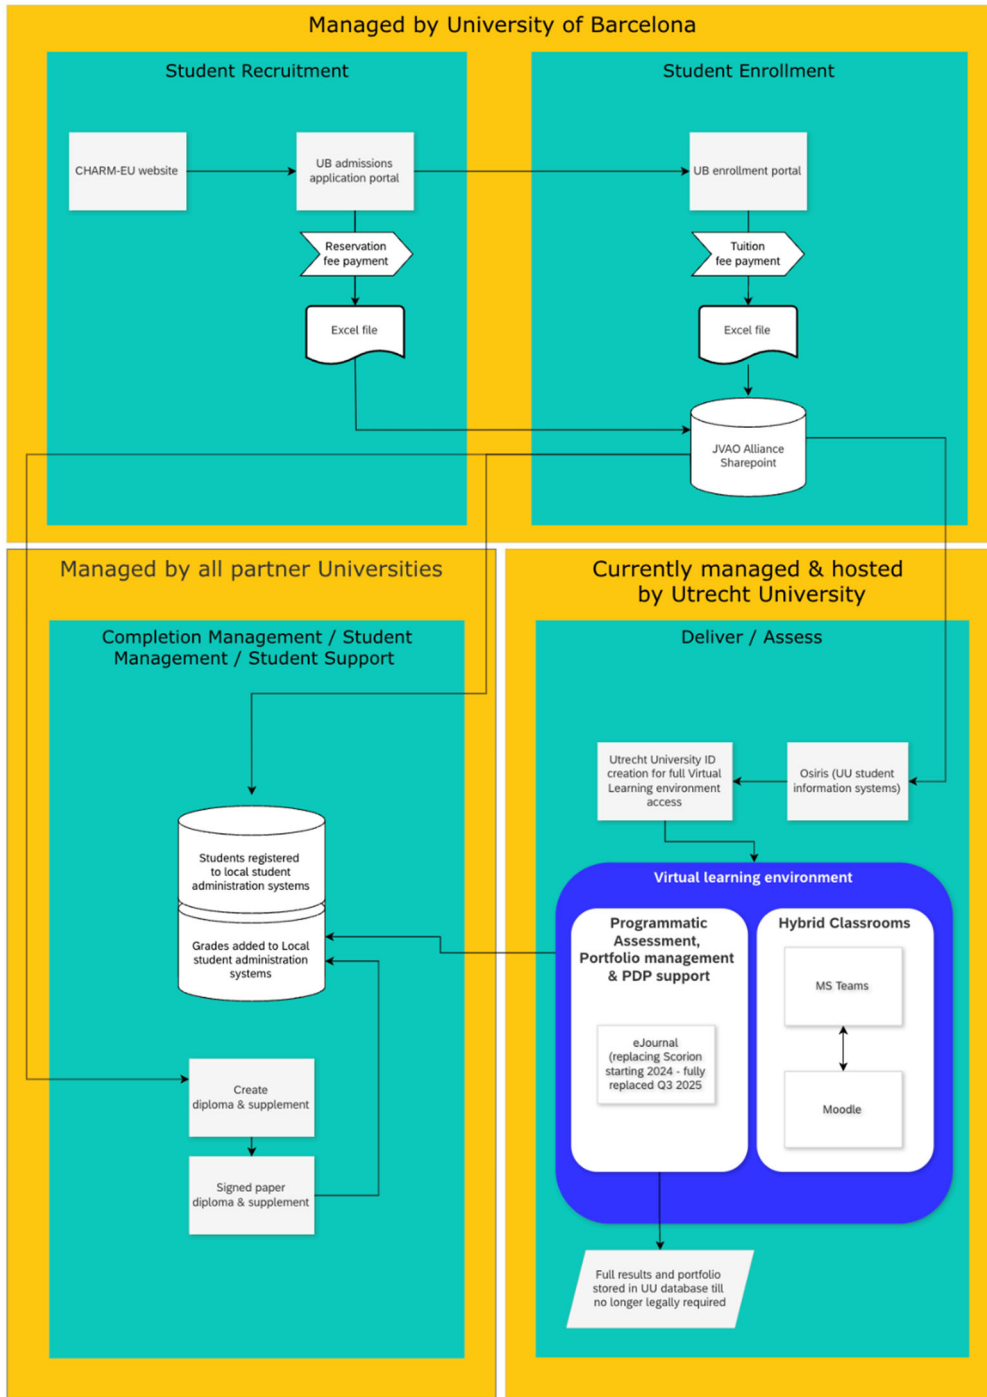 Managed by University of Barcelona
Student Recruitment
Student Enrollment
CHARM-EU website
UB admissions
application portal
UB enrollment portal
Reservation
fee payment
Tuition
fee payment
Excel file
Excel file
JVAO Alliance
Sharepoint
Managed by all partner Universities
Completion Management / Student
Management / Student Support
Students registered
to local student
administration systems
Grades added to Local
student administration
systems
Create
diploma & supplement
Signed paper
diploma & supplement
Currently managed & hosted
by Utrecht University
Deliver / Assess
Utrecht University ID
creation for full Virtual
Learning environment
access
Osiris (UU student
information systems)
Virtual learning environment
Programmatic
Assessment,
Portfolio management
& PDP support
eJournal
(replacing Scorion
starting 2024 - fully
replaced Q3 2025
Hybrid Classrooms
MS Teams
Moodle
Full results and portfolio
stored in UU database till
no longer legally required